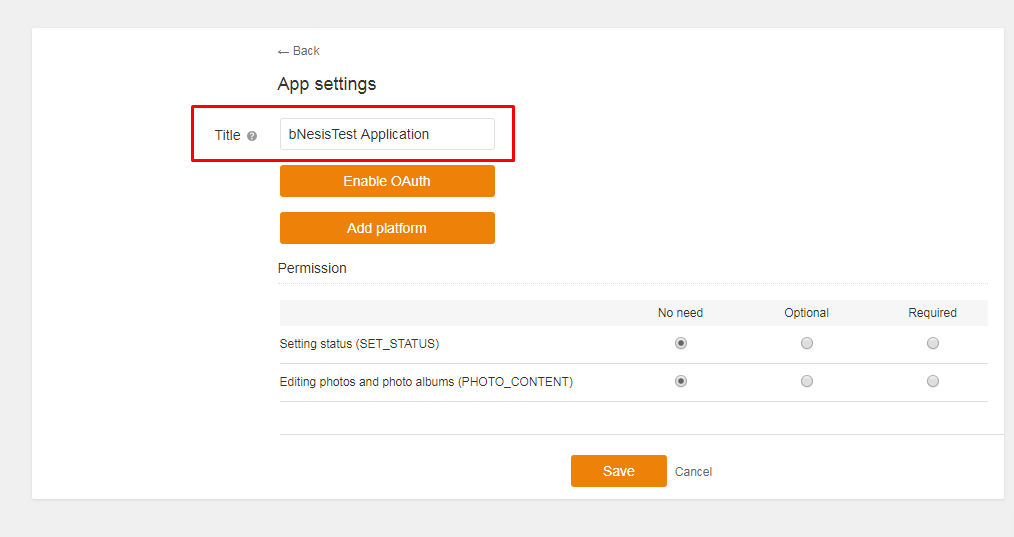 ← Back
App settings
Title ? bNesisTest Application
Enable OAuth
Add platform
Permission
No need Optional Required
Setting status (SET_STATUS)
Editing photos and photo albums (PHOTO_CONTENT)
Save Cancel